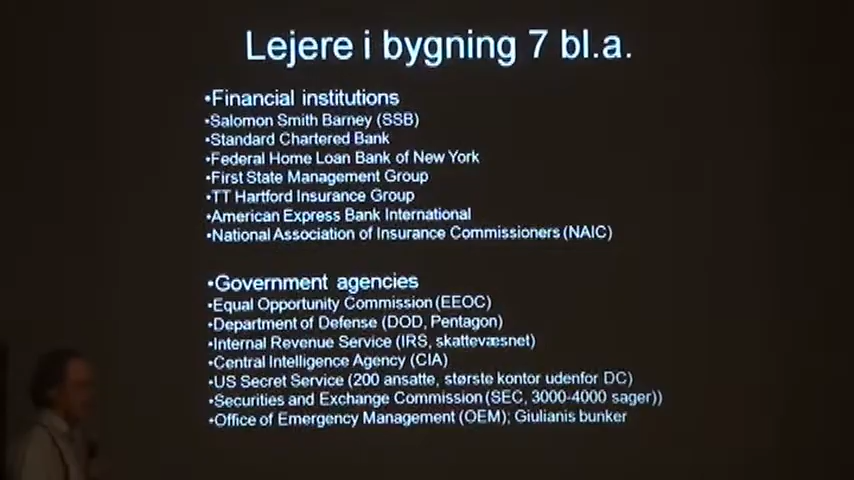 Lejere i bygning 7 bl.a.
•Financial institutions
•Salomon Smith Barney (SSB)
•Standard Chartered Bank
•Federal Home Loan Bank of New York
•First State Management Group
•TT Hartford Insurance Group
•American Express Bank International
•National Association of Insurance Commissioners (NAIC)
•Government agencies
•Equal Opportunity Commission (EEOC)
•Department of Defense (DOD, Pentagon)
•Internal Revenue Service (IRS, skattevæsnet)
•Central Intelligence Agency (CIA)
•US Secret Service (200 ansatte, største kontor udenfor DC)
•Securities and Exchange Commission (SEC, 3000-4000 sager))
•Office of Emergency Management (OEM); Giulianis bunker